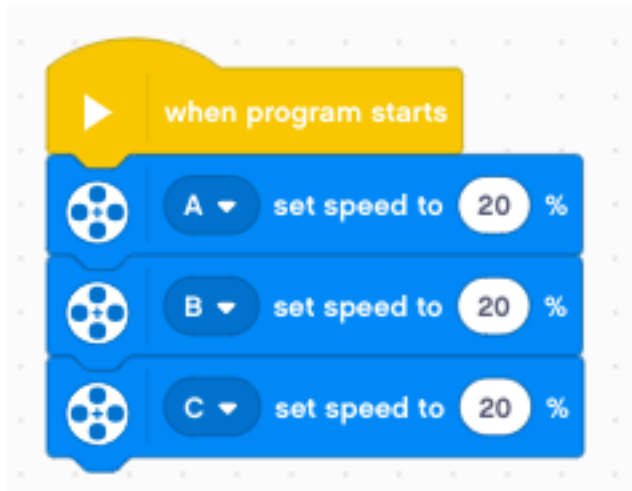 when program starts
A set speed to 20 %
B set speed to 20 %
C set speed to 20 %